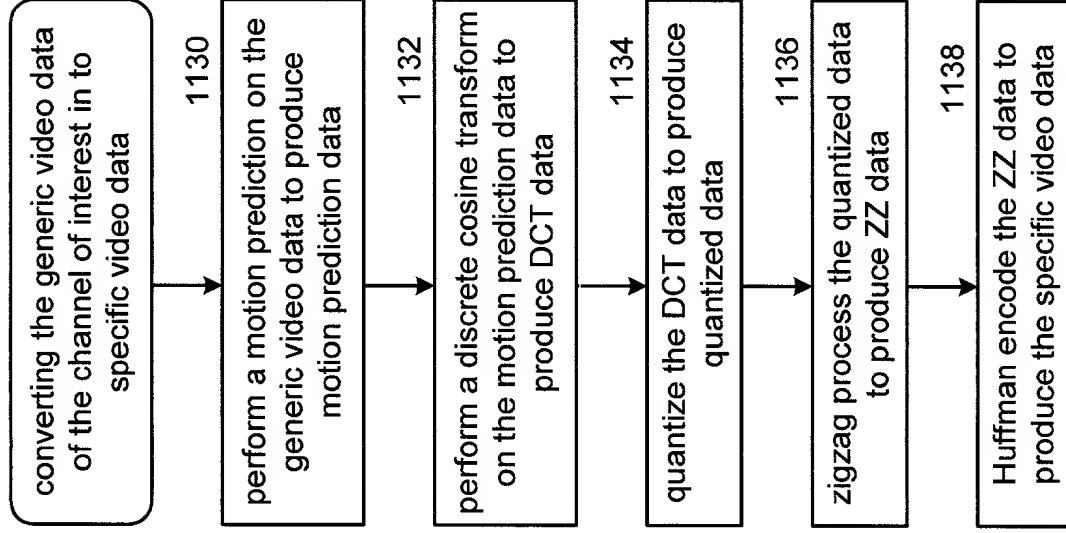 converting the generic video data
of the channel of interest in to
specific video data
1130
perform a motion prediction on the
generic video data to produce
motion prediction data
1132
perform a discrete cosine transform
on the motion prediction data to
produce DCT data
1134
quantize the DCT data to produce
quantized data
1136
zigzag process the quantized data
to produce ZZ data
1138
Huffman encode the ZZ data to
produce the specific video data